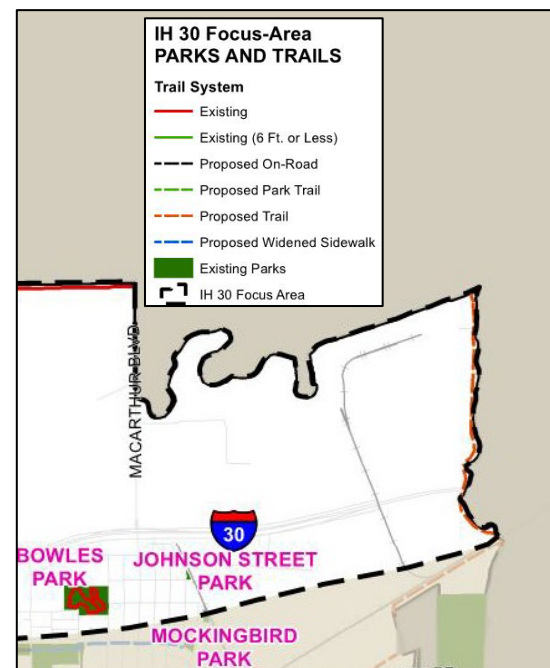 IH 30 Focus-Area
PARKS AND TRAILS
Trail System
Existing
Existing (6 Ft. or Less)
Proposed On-Road
Proposed Park Trail
Proposed Trail
Proposed Widened Sidewalk
Existing Parks
IH 30 Focus Area
MACARTHUR BLVD
30
BOWLES
PARK
JOHNSON STREET
PARK
MOCKINGBIRD
PARK